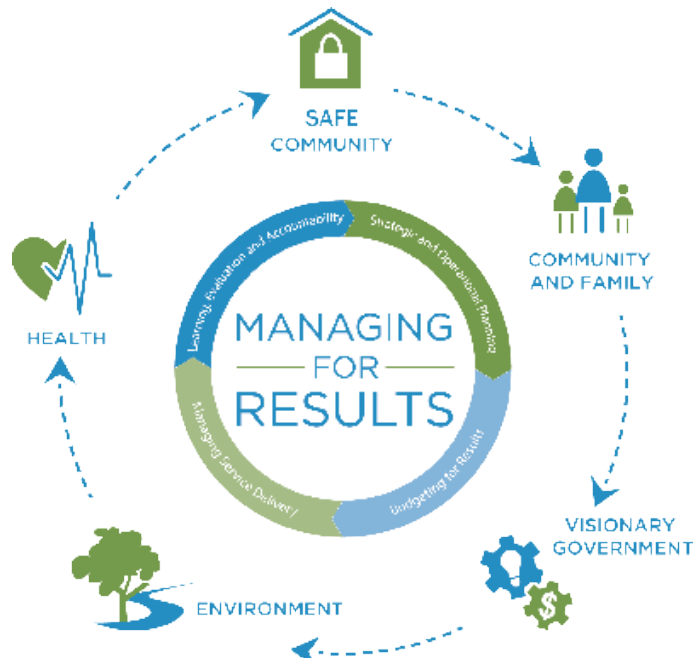 SAFE
COMMUNITY
COMMUNITY
AND FAMILY
VISIONARY
GOVERNMENT
$
ENVIRONMENT
HEALTH
Learning, Evaluation and Accountability
Strategic and Operational Planning
Budgeting for Results
Managing Service Delivery
MANAGING
FOR
RESULTS